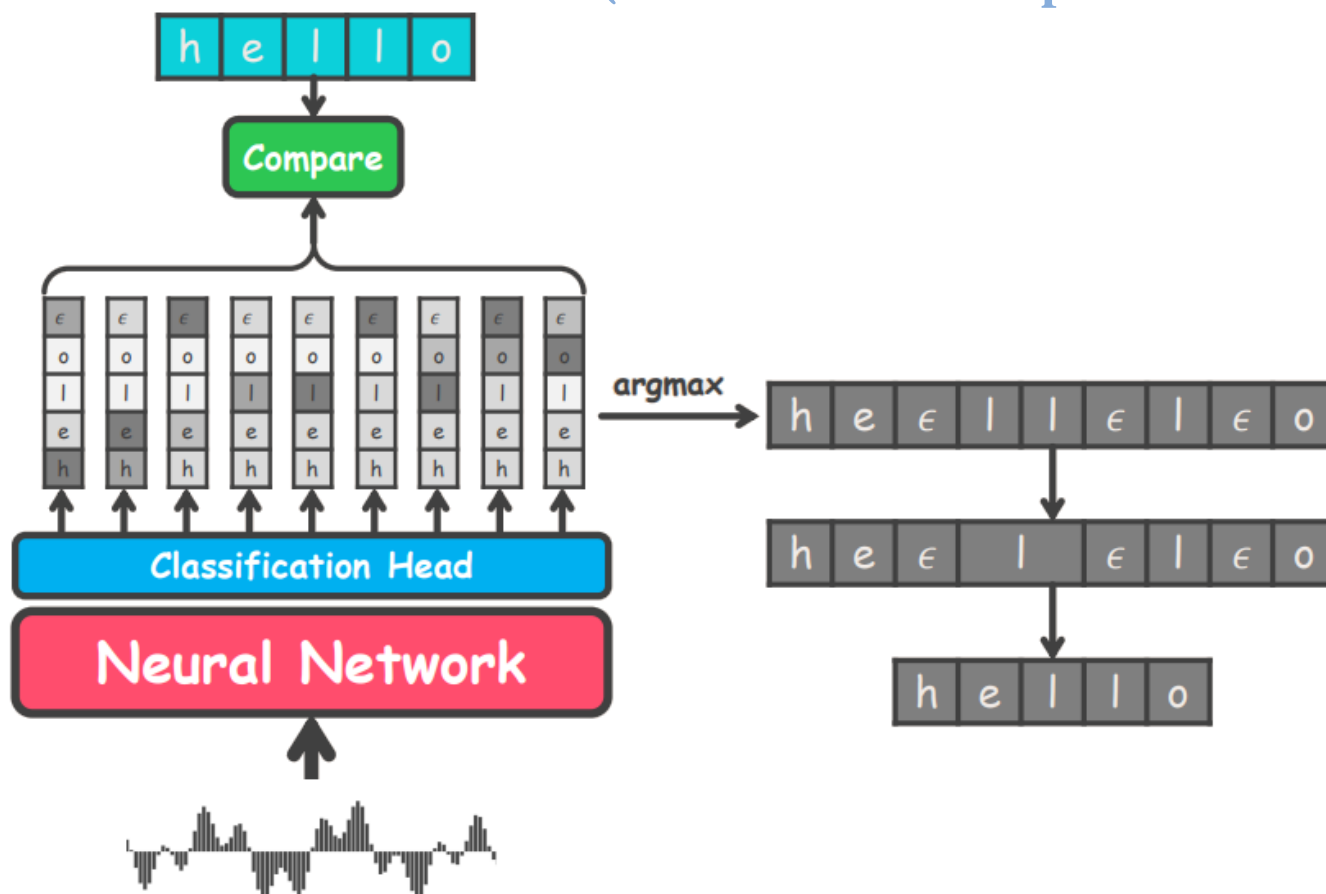 h e l l o
Compare
ϵ ϵ ϵ ϵ ϵ ϵ ϵ ϵ ϵ
o o o o o o o o o
l l l l l l l l l
e e e e e e e e e
h h h h h h h h h
argmax
h e ϵ l l ϵ l ϵ o
h e ϵ l ϵ l ϵ o
h e l l o
Classification Head
Neural Network